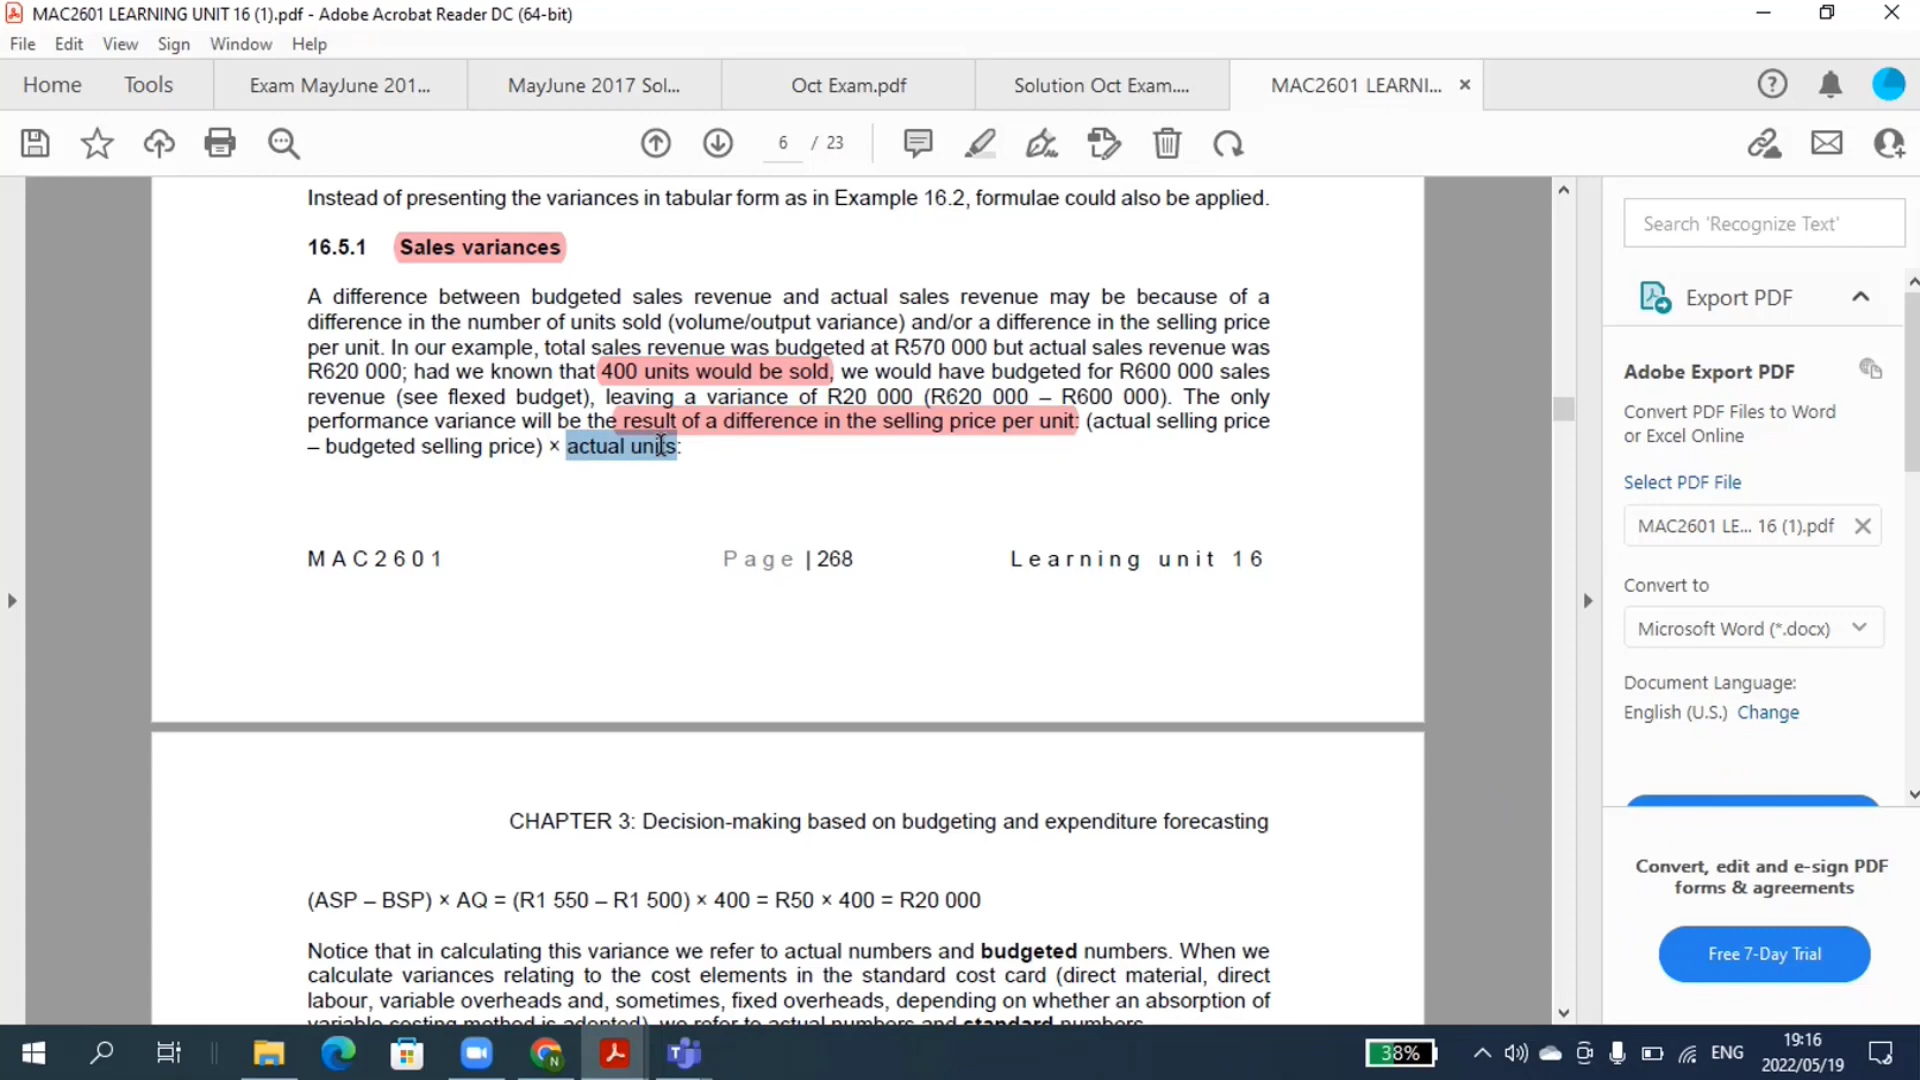 MAC2601 LEARNING UNIT 16 (1).pdf - Adobe Acrobat Reader DC (64-bit)
File Edit View Sign Window Help
Home Tools Exam MayJune 201... MayJune 2017 Sol... Oct Exam.pdf Solution Oct Exam.... MAC2601 LEARNI... ×
6 / 23
Instead of presenting the variances in tabular form as in Example 16.2, formulae could also be applied.
16.5.1 Sales variances
A difference between budgeted sales revenue and actual sales revenue may be because of a
difference in the number of units sold (volume/output variance) and/or a difference in the selling price
per unit. In our example, total sales revenue was budgeted at R570 000 but actual sales revenue was
R620 000; had we known that 400 units would be sold, we would have budgeted for R600 000 sales
revenue (see flexed budget), leaving a variance of R20 000 (R620 000 – R600 000). The only
performance variance will be the result of a difference in the selling price per unit: (actual selling price
– budgeted selling price) × actual units:
MAC2601 Page | 268 Learning unit 16
CHAPTER 3: Decision-making based on budgeting and expenditure forecasting
(ASP – BSP) × AQ = (R1 550 – R1 500) × 400 = R50 × 400 = R20 000
Notice that in calculating this variance we refer to actual numbers and budgeted numbers. When we
calculate variances relating to the cost elements in the standard cost card (direct material, direct
labour, variable overheads and, sometimes, fixed overheads, depending on whether an absorption of
variable costing method is adopted), we refer to actual numbers and standard numbers.
Search 'Recognize Text'
Export PDF
Adobe Export PDF
Convert PDF Files to Word
or Excel Online
Select PDF File
MAC2601 LE... 16 (1).pdf
Convert to
Microsoft Word (*.docx)
Document Language:
English (U.S.) Change
Convert, edit and e-sign PDF
forms & agreements
Free 7-Day Trial
38% ENG 19:16
2022/05/19